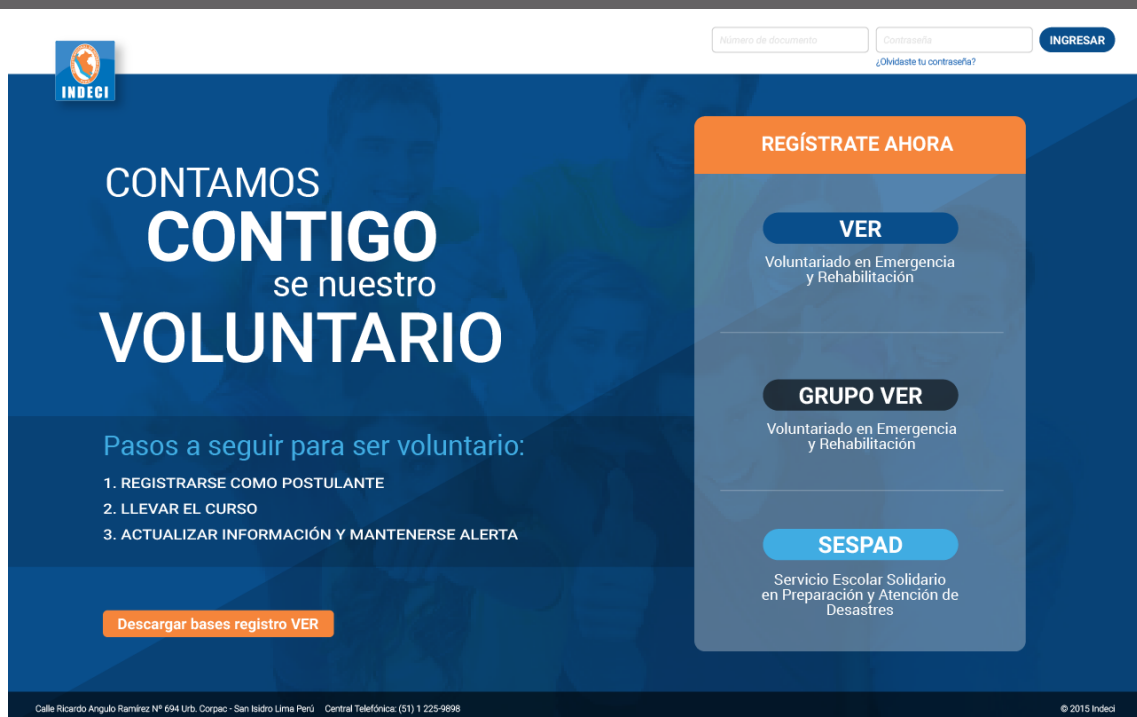 Número de documento
Contraseña
INGRESAR
¿Olvidaste tu contraseña?
INDECI
REGÍSTRATE AHORA
CONTAMOS
CONTIGO
se nuestro
VOLUNTARIO
VER
Voluntariado en Emergencia
y Rehabilitación
GRUPO VER
Voluntariado en Emergencia
y Rehabilitación
Pasos a seguir para ser voluntario:
1. REGISTRARSE COMO POSTULANTE
2. LLEVAR EL CURSO
3. ACTUALIZAR INFORMACIÓN Y MANTENERSE ALERTA
SESPAD
Servicio Escolar Solidario
en Preparación y Atención de
Desastres
Descargar bases registro VER
Calle Ricardo Angulo Ramírez Nº 694 Urb. Corpac - San Isidro Lima Perú Central Telefónica: (51) 1 225-9898
© 2015 Indeci